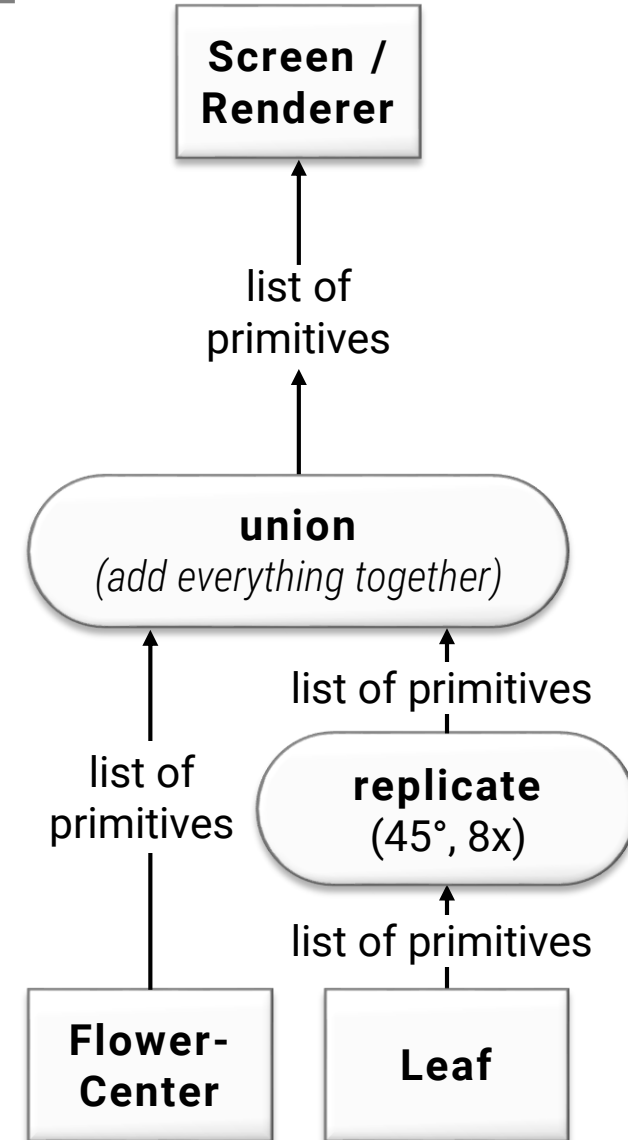 Screen /
Renderer
list of
primitives
union
(add everything together)
list of primitives
list of
primitives
replicate
(45°, 8x)
list of primitives
Flower-
Center
Leaf